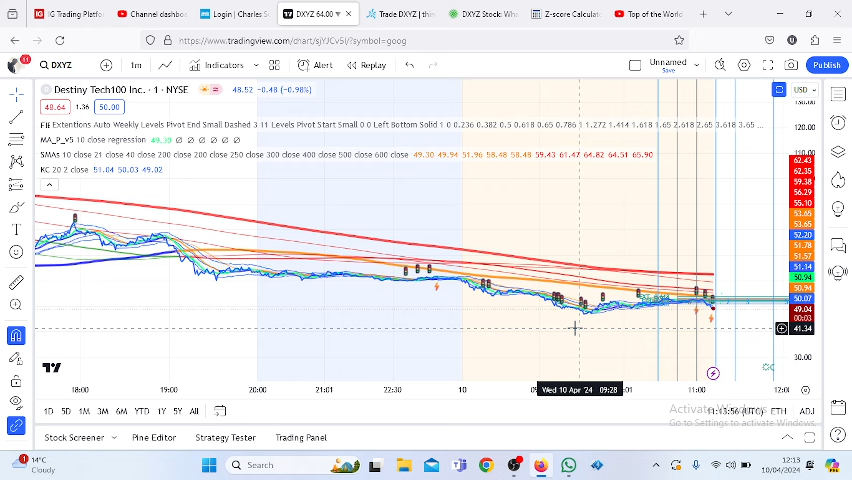 IG Trading Platfor
Channel dashboar
Login | Charles Sc
DXYZ 64.00
Trade DXYZ | thin
DXYZ Stock: Wha
Z-score Calculato
Top of the World
https://www.tradingview.com/chart/sjYJCv5I/?symbol=goog
DXYZ
1m
Indicators
Alert
Replay
Unnamed
Save
Publish
Destiny Tech100 Inc. · 1 · NYSE
48.52 −0.48 (−0.98%)
USD
48.64
1.36
50.00
Extentions Auto Weekly Levels Pivot End Small Dashed 3 11 Levels Pivot Start Small 0 0 Left Bottom Solid 1 0 0.236 0.382 0.5 0.618 0.65 0.786 1 1.272 1.414 1.618 1.65 2.618 2.65 3.618 3.65 ...
MA_P_v5 10 close regression 49.30 ∅ ∅ ∅ ∅ ∅ ∅
SMAs 10 close 21 close 40 close 200 close 200 close 250 close 300 close 400 close 500 close 600 close 49.30 49.94 51.96 58.48 58.48 59.43 61.47 64.82 64.51 65.90
KC 20 2 close 51.04 50.03 49.02
130.00
120.00
110.00
100.00
90.00
80.00
62.43
62.35
59.38
56.29
55.10
53.65
53.65
52.20
51.78
51.57
51.14
50.94
50.94
50.07
49.04
00:03
41.34
30.00
18:00
19:00
20:00
21:01
22:30
10
Wed 10 Apr '24 09:28
11:00
12:0
1D
5D
1M
3M
6M
YTD
1Y
5Y
All
11:13:56 (UTC)
ETH
ADJ
Activate Windows
Go to Settings to activate Windows.
Stock Screener
Pine Editor
Strategy Tester
Trading Panel
14°C
Cloudy
Search
12:13
10/04/2024